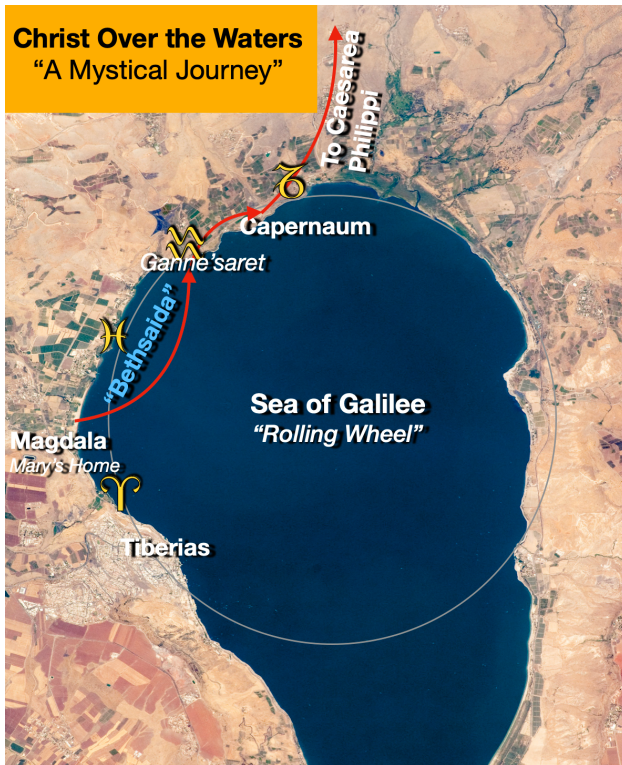 Christ Over the Waters
“A Mystical Journey”
To Caesarea
Philippi
♑
Capernaum
♒
Ganne’saret
♓
“Bethsaida”
Sea of Galilee
“Rolling Wheel”
Magdala
Mary’s Home
♈
Tiberias